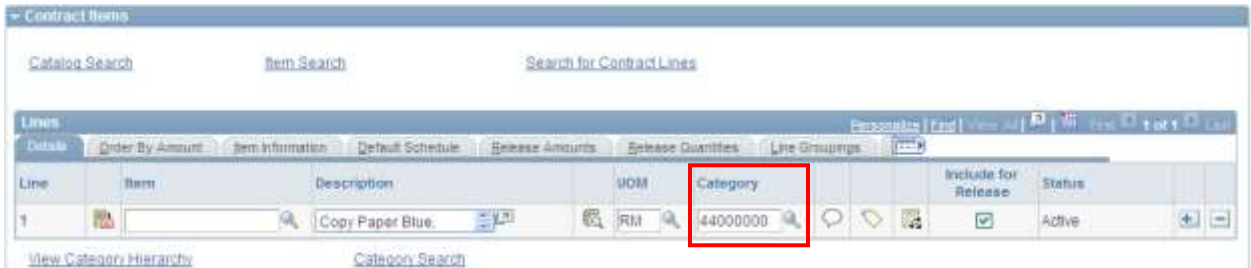 Contract Items
Catalog Search Item Search Search for Contract Lines
Lines Personalize | Find | View All | First 1 of 1 Last
Details Order By Amount Item Information Default Schedule Release Amounts Release Quantities Line Groupings
Line Item Description UOM Category Include for Release Status
1 Copy Paper Blue, RM 44000000 Active
View Category Hierarchy Category Search